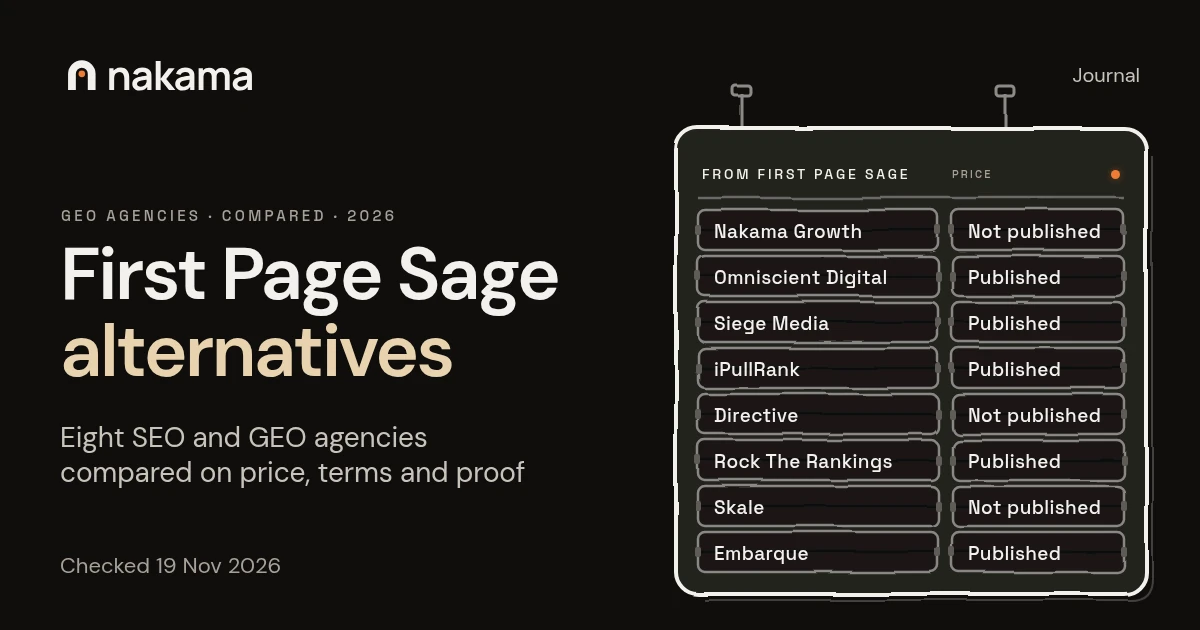 nakama
Journal
GEO AGENCIES · COMPARED · 2026
First Page Sage
alternatives
Eight SEO and GEO agencies
compared on price, terms and proof
Checked 19 Nov 2026
FROM FIRST PAGE SAGE PRICE
Nakama Growth Not published
Omniscient Digital Published
Siege Media Published
iPullRank Published
Directive Not published
Rock The Rankings Published
Skale Not published
Embarque Published